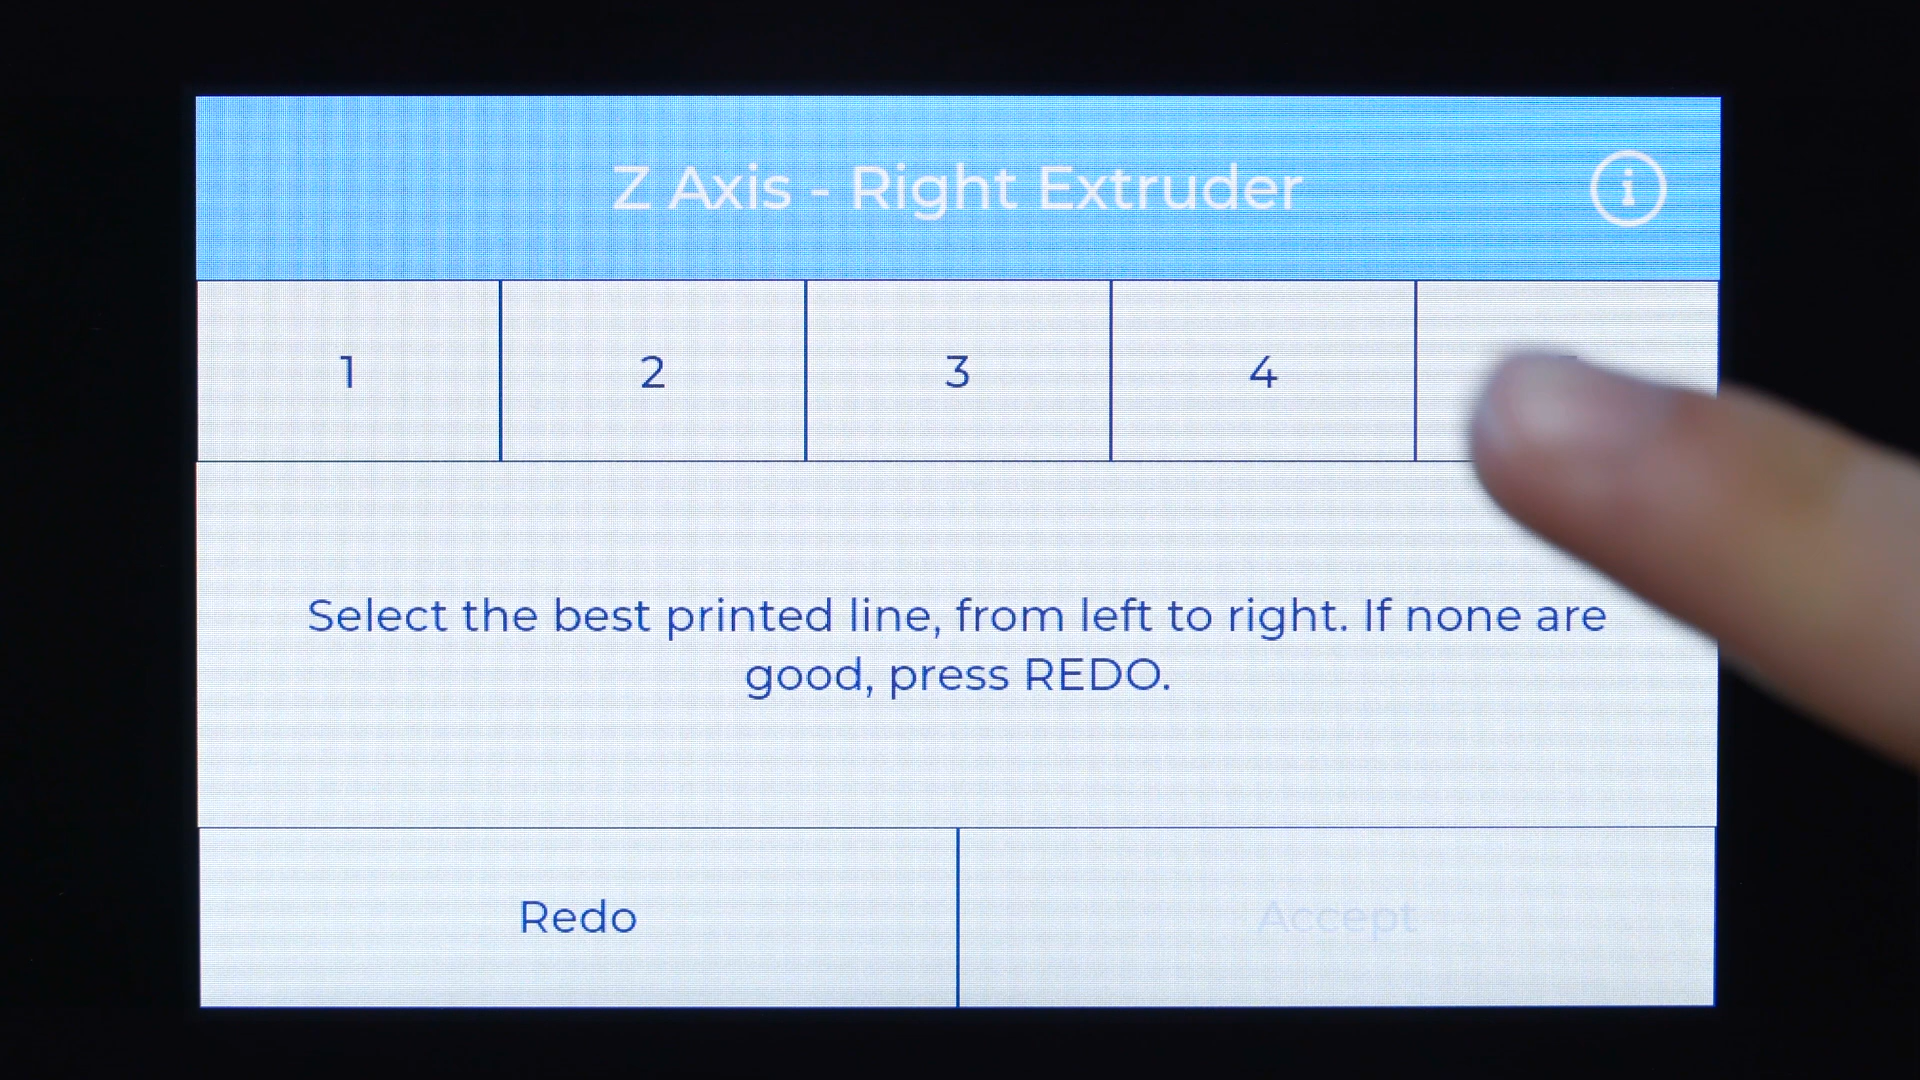 Z Axis - Right Extruder
1 2 3 4
Select the best printed line, from left to right. If none are
good, press REDO.
Redo Accept